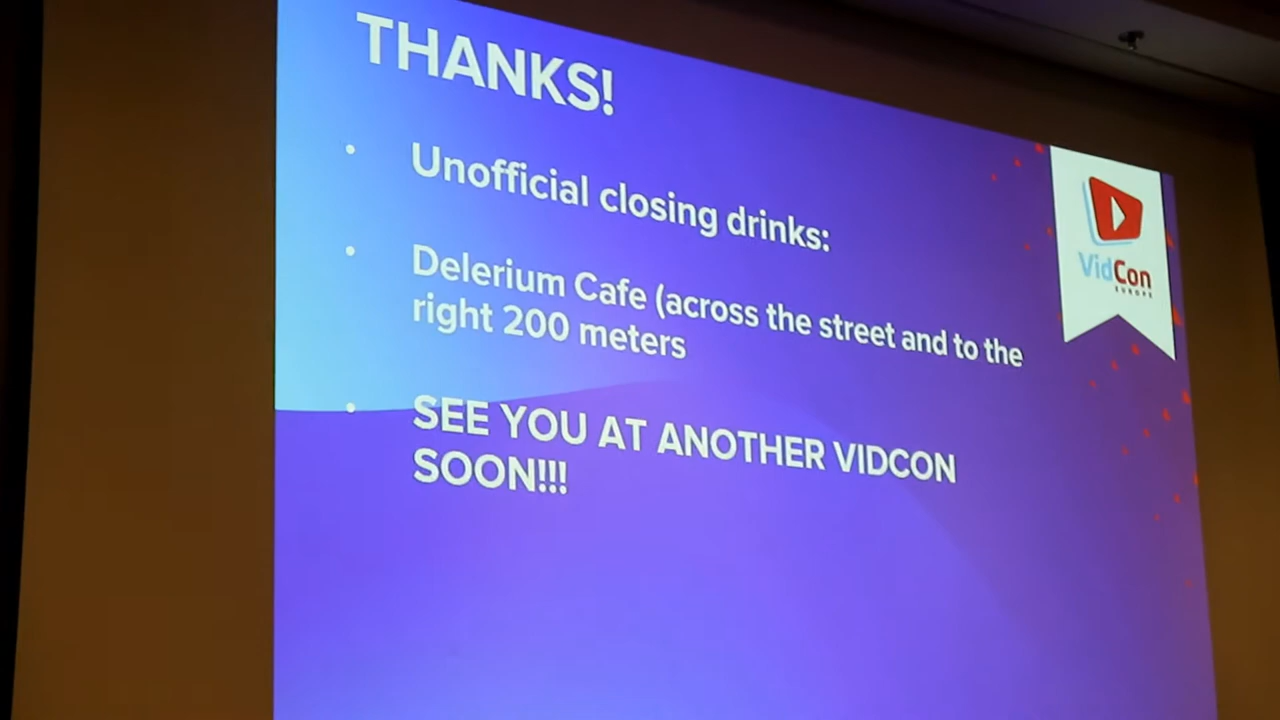 THANKS!
• Unofficial closing drinks:
• Delerium Cafe (across the street and to the
right 200 meters
• SEE YOU AT ANOTHER VIDCON
SOON!!!
VidCon
EUROPE